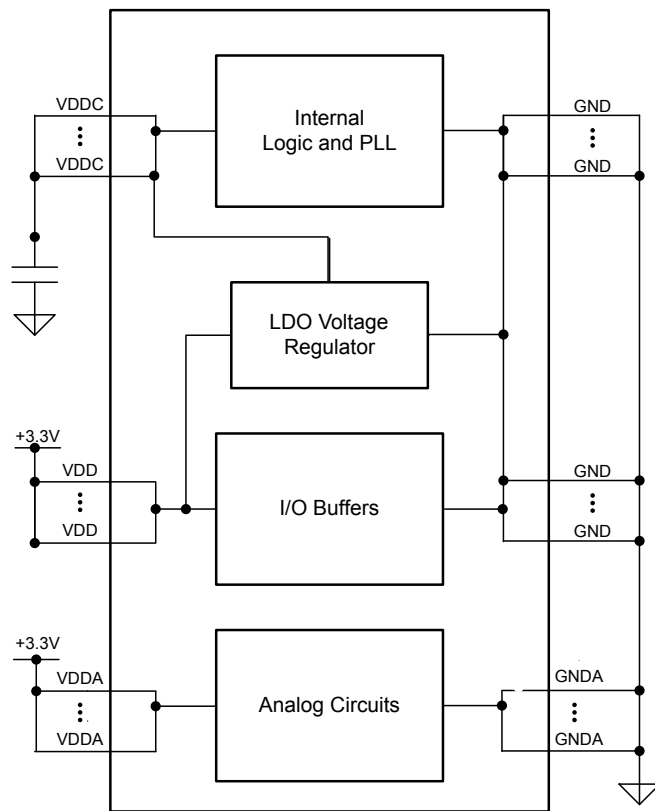 VDDC
VDDC
Internal
Logic and PLL
GND
GND
LDO Voltage
Regulator
+3.3V
VDD
VDD
I/O Buffers
GND
GND
+3.3V
VDDA
VDDA
Analog Circuits
GNDA
GNDA